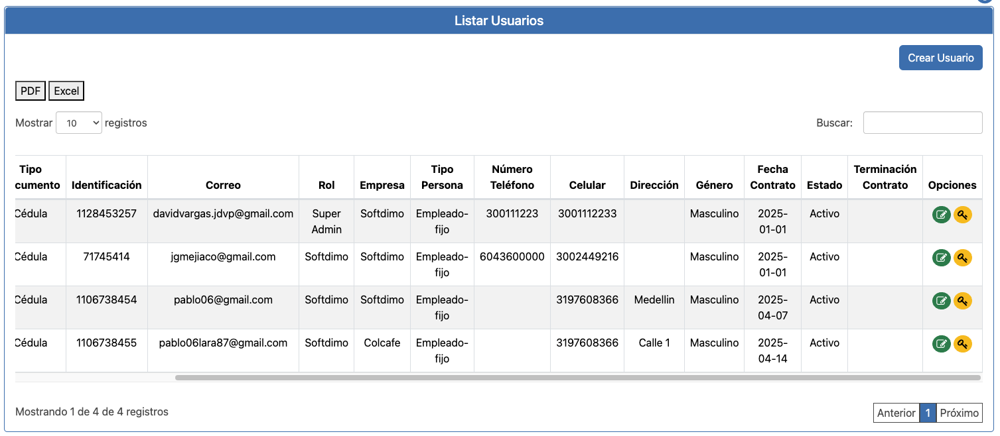 Listar Usuarios
Crear Usuario
PDF Excel
Mostrar 10 registros Buscar:
Tipo cumento Identificación Correo Rol Empresa Tipo Persona Número Teléfono Celular Dirección Género Fecha Contrato Estado Terminación Contrato Opciones
Cédula 1128453257 davidvargas.jdvp@gmail.com Super Admin Softdimo Empleado-fijo 300111223 3001112233 Masculino 2025-01-01 Activo
Cédula 71745414 jgmejiaco@gmail.com Softdimo Softdimo Empleado-fijo 6043600000 3002449216 Masculino 2025-01-01 Activo
Cédula 1106738454 pablo06@gmail.com Softdimo Softdimo Empleado-fijo 3197608366 Medellin Masculino 2025-04-07 Activo
Cédula 1106738455 pablo06lara87@gmail.com Softdimo Colcafe Empleado-fijo 3197608366 Calle 1 Masculino 2025-04-14 Activo
Mostrando 1 de 4 de 4 registros Anterior 1 Próximo